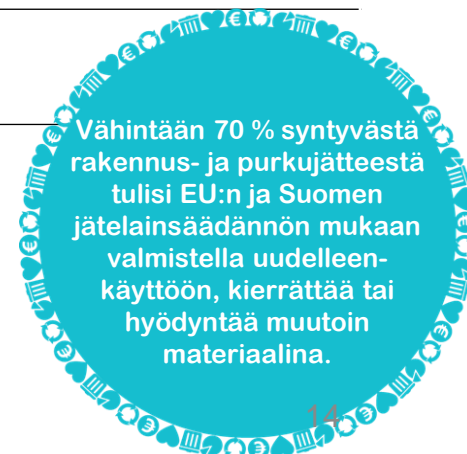 Vähintään 70 % syntyvästä
rakennus- ja purkujätteestä
tulisi EU:n ja Suomen
jätelainsäädännön mukaan
valmistella uudelleen-
käyttöön, kierrättää tai
hyödyntää muutoin
materiaalina.
14